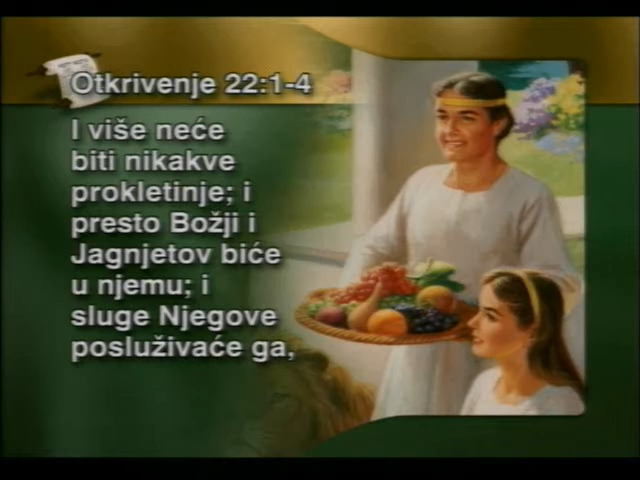 Otkrivenje 22:1-4
I više neće
biti nikakve
prokletinje; i
presto Božji i
Jagnjetov biće
u njemu; i
sluge Njegove
posluživaće ga,